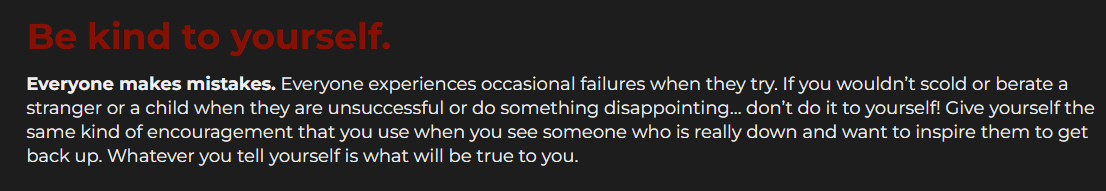 Be kind to yourself.
Everyone makes mistakes. Everyone experiences occasional failures when they try. If you wouldn’t scold or berate a
stranger or a child when they are unsuccessful or do something disappointing... don’t do it to yourself! Give yourself the
same kind of encouragement that you use when you see someone who is really down and want to inspire them to get
back up. Whatever you tell yourself is what will be true to you.